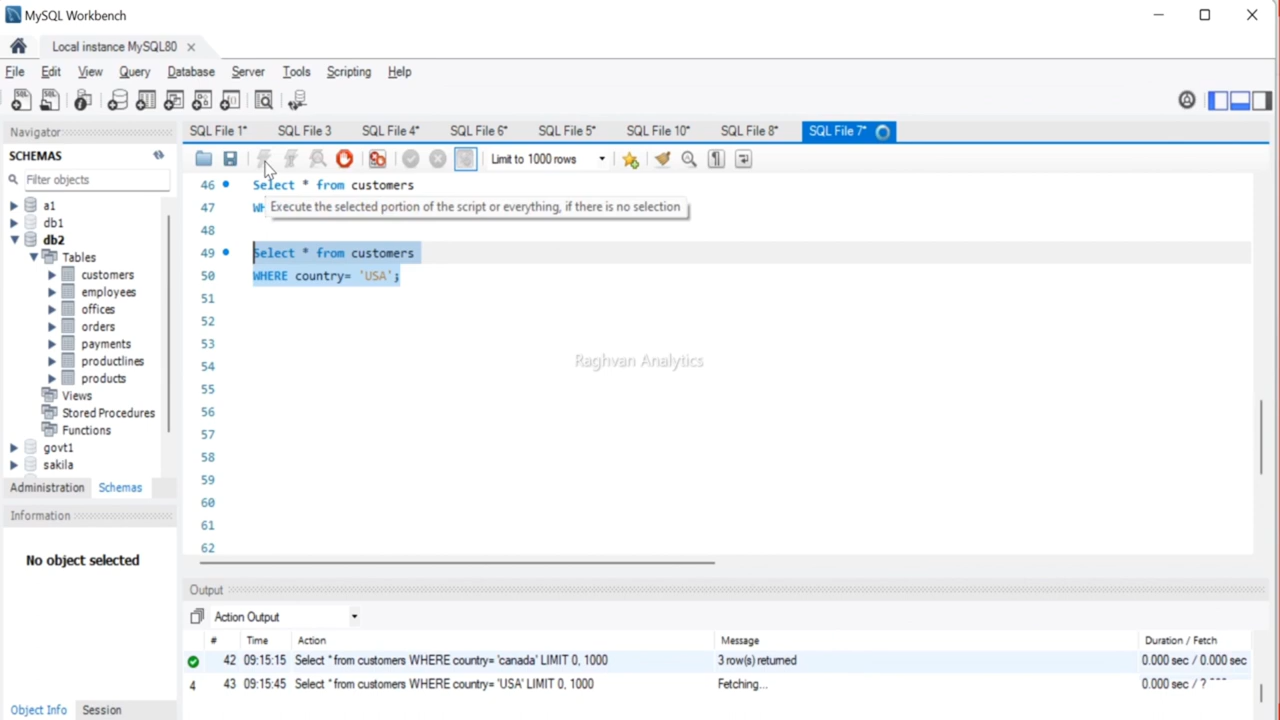 MySQL Workbench
Local instance MySQL80
File Edit View Query Database Server Tools Scripting Help
Navigator
SCHEMAS
Filter objects
a1
db1
db2
Tables
customers
employees
offices
orders
payments
productlines
products
Views
Stored Procedures
Functions
govt1
sakila
Administration Schemas
Information
No object selected
Object Info Session
SQL File 1* SQL File 3 SQL File 4* SQL File 6* SQL File 5* SQL File 10* SQL File 8* SQL File 7*
Limit to 1000 rows
46 Select * from customers
47 WH
Execute the selected portion of the script or everything, if there is no selection
48
49 Select * from customers
50 WHERE country= 'USA';
51
52
53
Raghvan Analytics
54
55
56
57
58
59
60
61
62
Output
Action Output
# Time Action Message Duration / Fetch
42 09:15:15 Select * from customers WHERE country= 'canada' LIMIT 0, 1000 3 row(s) returned 0.000 sec / 0.000 sec
4 43 09:15:45 Select * from customers WHERE country= 'USA' LIMIT 0, 1000 Fetching... 0.000 sec / ?